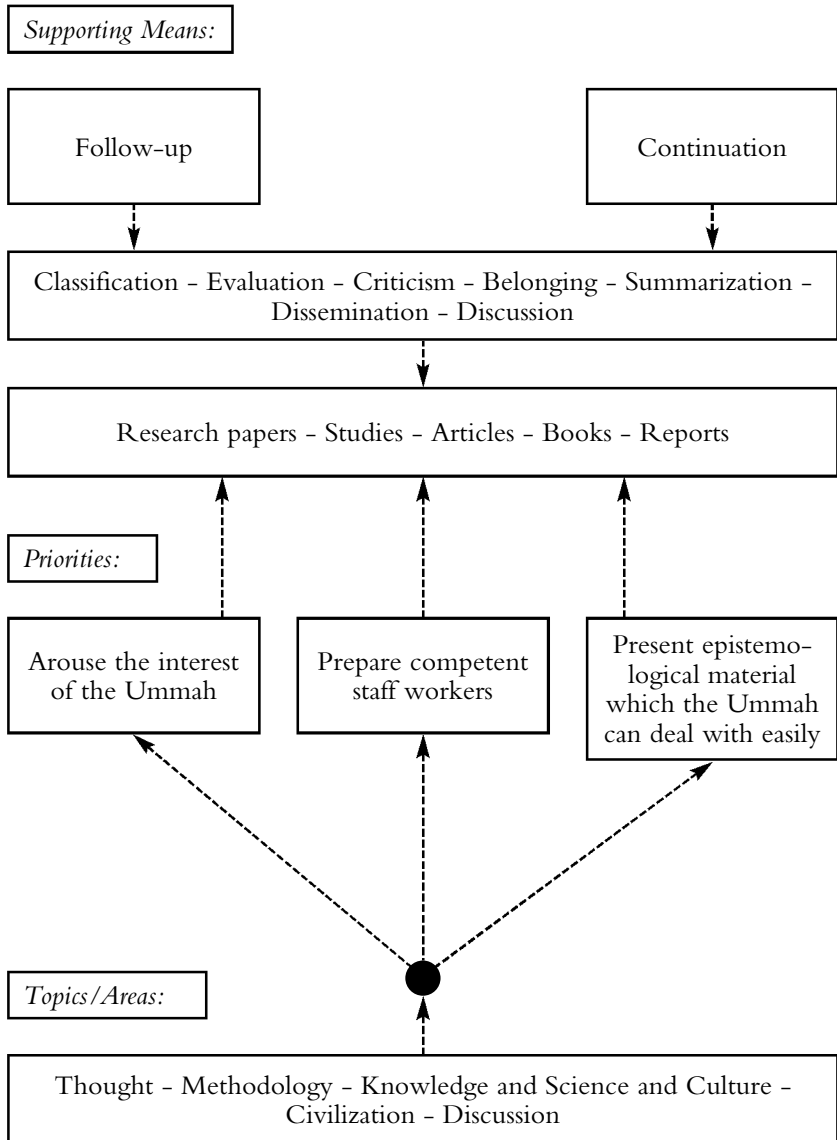 Supporting Means:
Follow-up
Continuation
Classification - Evaluation - Criticism - Belonging - Summarization -
Dissemination - Discussion
Research papers - Studies - Articles - Books - Reports
Priorities:
Arouse the interest
of the Ummah
Prepare competent
staff workers
Present epistemo-
logical material
which the Ummah
can deal with easily
Topics/Areas:
Thought - Methodology - Knowledge and Science and Culture -
Civilization - Discussion